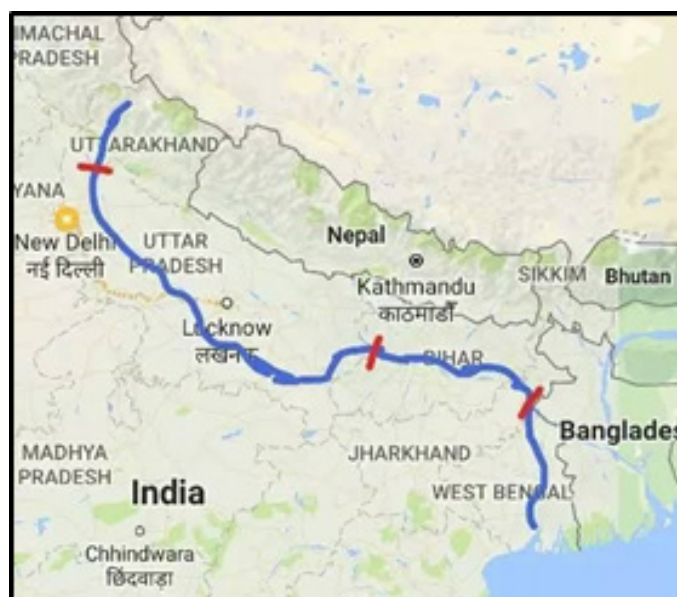 IMACHAL
PRADESH
UTTARAKHAND
YANA
New Delhi
नई दिल्ली
UTTAR
PRADESH
Nepal
Kathmandu
काठमाडौँ
SIKKIM
Bhutan
Lucknow
लखनऊ
BIHAR
JHARKHAND
Banglades
MADHYA
PRADESH
India
WEST BENGAL
Chhindwara
छिंदवाड़ा